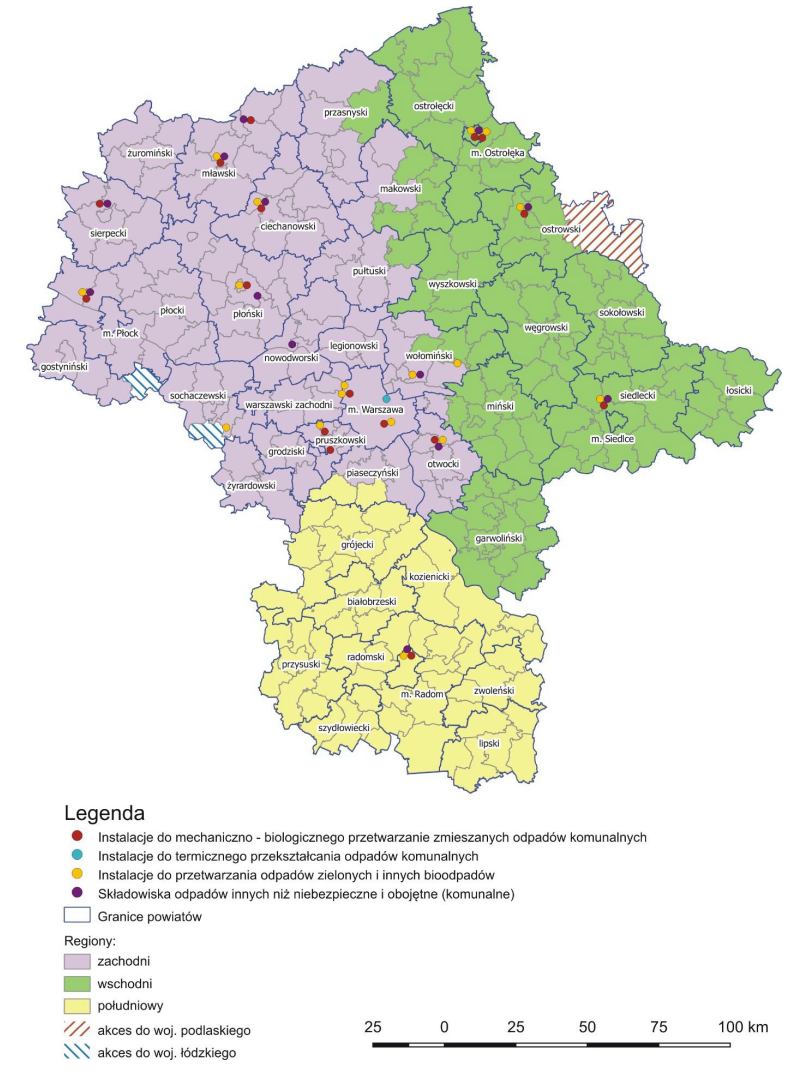 ostrołęcki
przasnyski
m. Ostrołęka
żuromiński
mławski
makowski
ciechanowski
sierpecki
ostrowski
pułtuski
wyszkowski
płocki
płoński
sokołowski
węgrowski
m. Płock
legionowski
nowodworski
wołomiński
gostyniński
sochaczewski
warszawski zachodni
m. Warszawa
miński
siedlecki
łosicki
pruszkowski
m. Siedlce
grodziski
otwocki
piaseczyński
żyrardowski
garwoliński
grójecki
kozienicki
białobrzeski
radomski
przysuski
m. Radom
zwoleński
szydłowiecki
lipski
Legenda
Instalacje do mechaniczno - biologicznego przetwarzanie zmieszanych odpadów komunalnych
Instalacje do termicznego przekształcania odpadów komunalnych
Instalacje do przetwarzania odpadów zielonych i innych bioodpadów
Składowiska odpadów innych niż niebezpieczne i obojętne (komunalne)
Granice powiatów
Regiony:
zachodni
wschodni
południowy
akces do woj. podlaskiego
akces do woj. łódzkiego
25 0 25 50 75 100 km